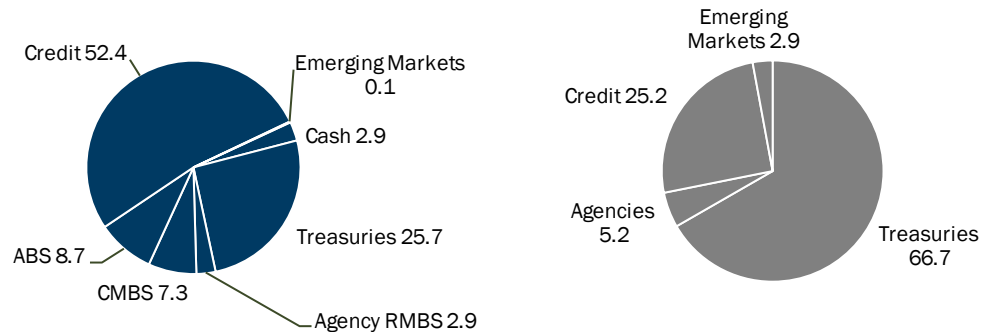 Credit 52.4
Emerging Markets
0.1
Cash 2.9
Treasuries 25.7
Agency RMBS 2.9
CMBS 7.3
ABS 8.7
Emerging
Markets 2.9
Credit 25.2
Agencies
5.2
Treasuries
66.7